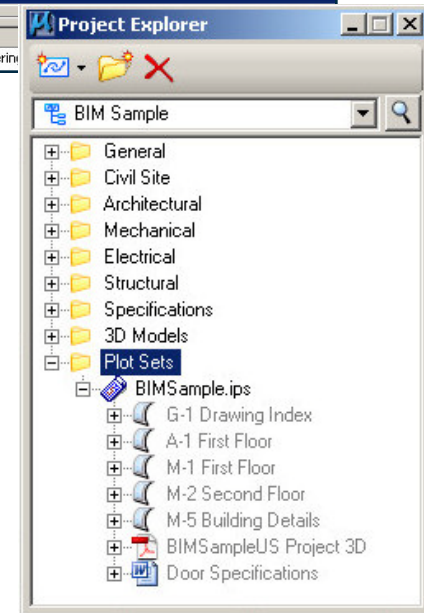 Project Explorer
ering
BIM Sample
General
Civil Site
Architectural
Mechanical
Electrical
Structural
Specifications
3D Models
Plot Sets
BIMSample.ips
G-1 Drawing Index
A-1 First Floor
M-1 First Floor
M-2 Second Floor
M-5 Building Details
BIMSampleUS Project 3D
Door Specifications